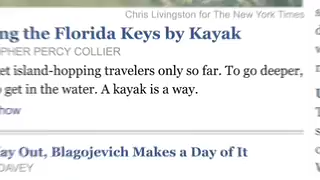 Chris Livingston for The New York Times
ing the Florida Keys by Kayak
PHER PERCY COLLIER
et island-hopping travelers only so far. To go deeper,
o get in the water. A kayak is a way.
how
ay Out, Blagojevich Makes a Day of It
DAVEY